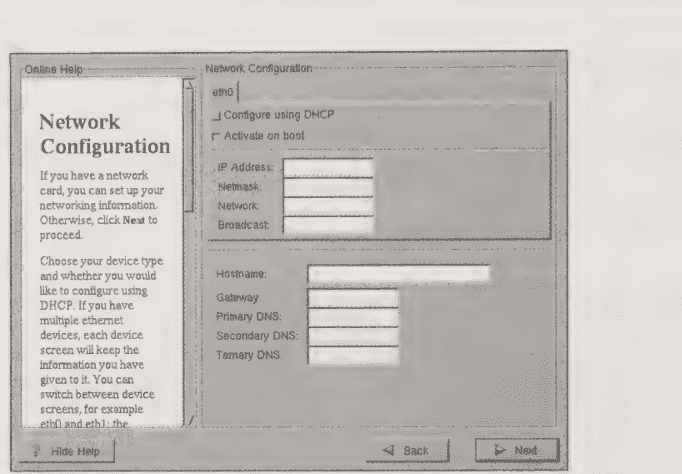 Online Help
Network
Configuration
If you have a network
card, you can set up your
networking information.
Otherwise, click Next to
proceed.
Choose your device type
and whether you would
like to configure using
DHCP. If you have
multiple ethernet
devices, each device
screen will keep the
information you have
given to it. You can
switch between device
screens, for example
eth0 and eth1; the
Network Configuration
eth0
Configure using DHCP
Activate on boot
IP Address:
Netmask:
Network:
Broadcast:
Hostname:
Gateway
Primary DNS:
Secondary DNS:
Ternary DNS:
? Hide Help
Back
Next